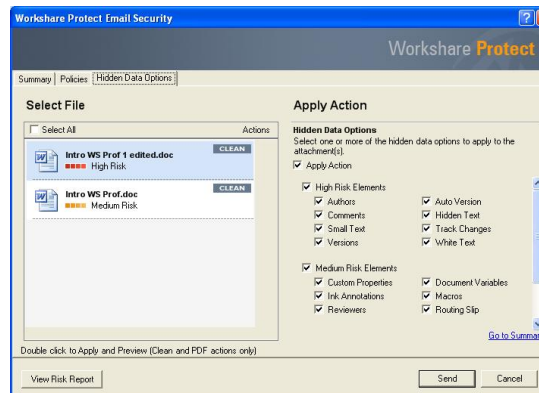 Workshare Protect Email Security
Workshare Protect
Summary Policies Hidden Data Options
Select File
Select All Actions
Intro WS Prof 1 edited.doc CLEAN
High Risk
Intro WS Prof.doc CLEAN
Medium Risk
Double click to Apply and Preview (Clean and PDF actions only)
View Risk Report
Apply Action
Hidden Data Options
Select one or more of the hidden data options to apply to the
attachment(s).
Apply Action
High Risk Elements
Authors Auto Version
Comments Hidden Text
Small Text Track Changes
Versions White Text
Medium Risk Elements
Custom Properties Document Variables
Ink Annotations Macros
Reviewers Routing Slip
Go to Summar
Send Cancel